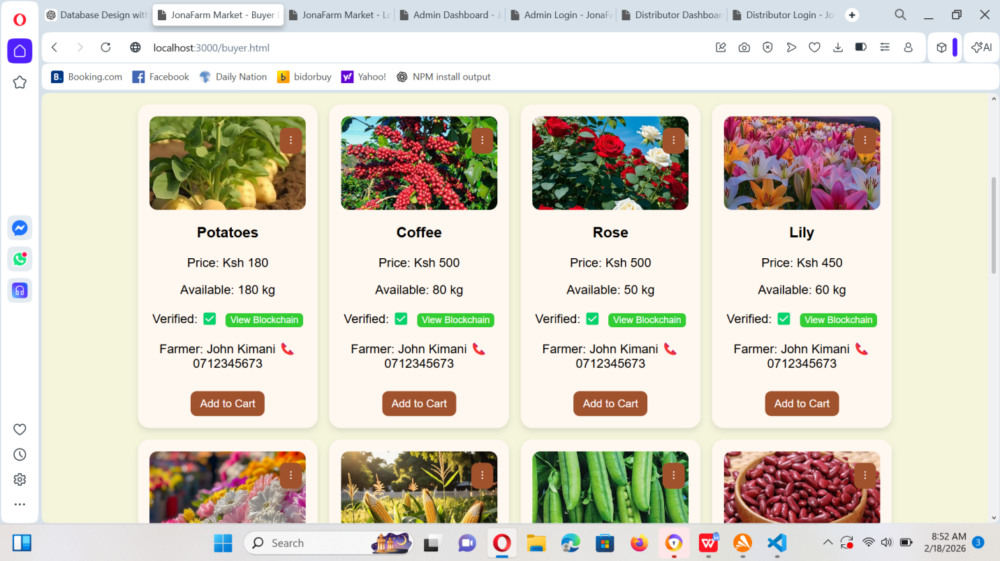 Database Design with
JonaFarm Market - Buyer
JonaFarm Market - Lo
Admin Dashboard - J
Admin Login - JonaFa
Distributor Dashboar
Distributor Login - Jo
localhost:3000/buyer.html
AI
B. Booking.com
Facebook
Daily Nation
b bidorbuy
y! Yahoo!
NPM install output
Potatoes
Price: Ksh 180
Available: 180 kg
Verified: ✅ View Blockchain
Farmer: John Kimani 📞
0712345673
Add to Cart
Coffee
Price: Ksh 500
Available: 80 kg
Verified: ✅ View Blockchain
Farmer: John Kimani 📞
0712345673
Add to Cart
Rose
Price: Ksh 500
Available: 50 kg
Verified: ✅ View Blockchain
Farmer: John Kimani 📞
0712345673
Add to Cart
Lily
Price: Ksh 450
Available: 60 kg
Verified: ✅ View Blockchain
Farmer: John Kimani 📞
0712345673
Add to Cart
Search
8:52 AM
2/18/2026
3